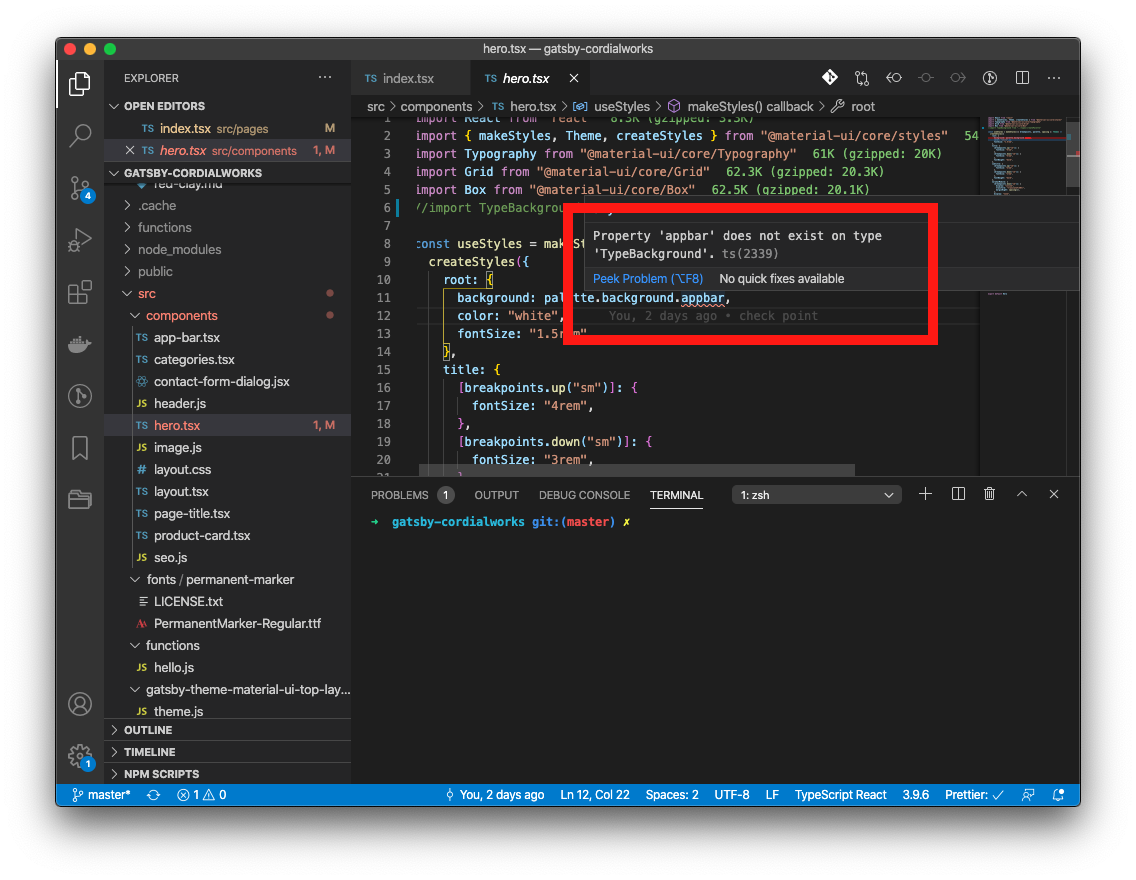 hero.tsx — gatsby-cordialworks
EXPLORER
OPEN EDITORS
TS index.tsx src/pages M
TS hero.tsx src/components 1, M
GATSBY-CORDIALWORKS
red-clay.md
.cache
functions
node_modules
public
src
components
TS app-bar.tsx
TS categories.tsx
contact-form-dialog.jsx
JS header.js
TS hero.tsx 1, M
JS image.js
# layout.css
TS layout.tsx
TS page-title.tsx
TS product-card.tsx
JS seo.js
fonts / permanent-marker
LICENSE.txt
PermanentMarker-Regular.ttf
functions
JS hello.js
gatsby-theme-material-ui-top-lay...
JS theme.js
OUTLINE
TIMELINE
NPM SCRIPTS
4
1
TS index.tsx TS hero.tsx
src > components > TS hero.tsx > useStyles > makeStyles() callback > root
1 import React from "react" 8.3K (gzipped: 3.3K)
2 import { makeStyles, Theme, createStyles } from "@material-ui/core/styles" 54
3 import Typography from "@material-ui/core/Typography" 61K (gzipped: 20K)
4 import Grid from "@material-ui/core/Grid" 62.3K (gzipped: 20.3K)
5 import Box from "@material-ui/core/Box" 62.5K (gzipped: 20.1K)
6 //import TypeBackgrou
7
8 const useStyles = makeSt
9 createStyles({
10 root: {
11 background: palette.background.appbar,
12 color: "white", You, 2 days ago • check point
13 fontSize: "1.5rem"
14 },
15 title: {
16 [breakpoints.up("sm")]: {
17 fontSize: "4rem",
18 },
19 [breakpoints.down("sm")]: {
20 fontSize: "3rem",
21 }
Property 'appbar' does not exist on type
'TypeBackground'. ts(2339)
Peek Problem (⌥F8) No quick fixes available
PROBLEMS 1 OUTPUT DEBUG CONSOLE TERMINAL 1: zsh
➜ gatsby-cordialworks git:(master) ✗
master* 1 0 You, 2 days ago Ln 12, Col 22 Spaces: 2 UTF-8 LF TypeScript React 3.9.6 Prettier: ✓